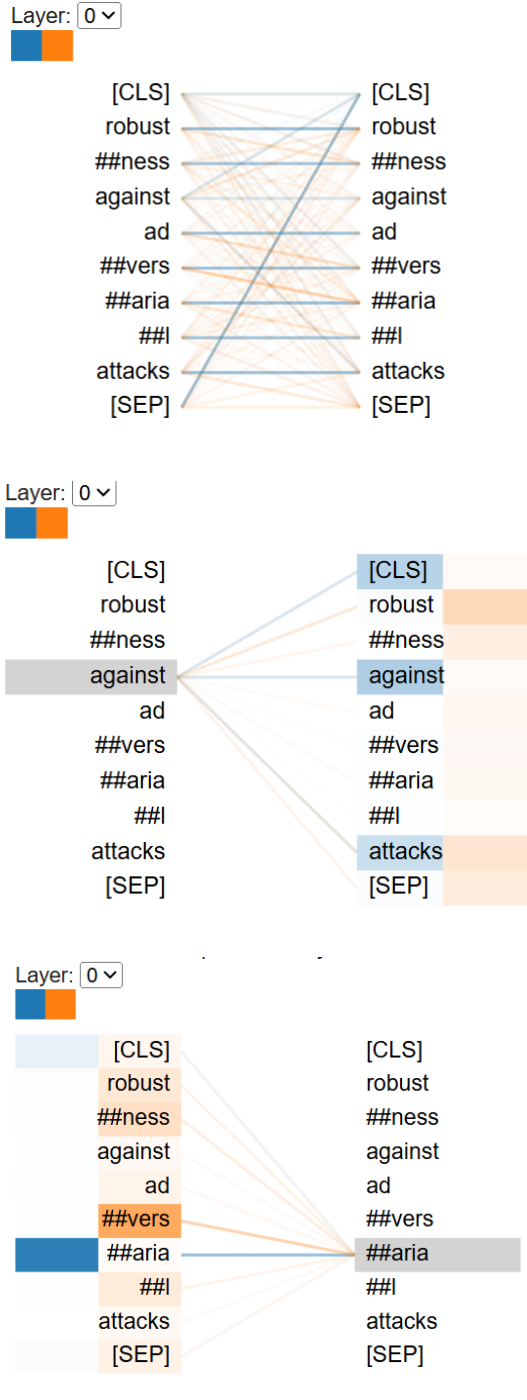 Layer: 0
[CLS] [CLS]
robust robust
##ness ##ness
against against
ad ad
##vers ##vers
##aria ##aria
##l ##l
attacks attacks
[SEP] [SEP]
Layer: 0
[CLS] [CLS]
robust robust
##ness ##ness
against against
ad ad
##vers ##vers
##aria ##aria
##l ##l
attacks attacks
[SEP] [SEP]
Layer: 0
[CLS] [CLS]
robust robust
##ness ##ness
against against
ad ad
##vers ##vers
##aria ##aria
##l ##l
attacks attacks
[SEP] [SEP]